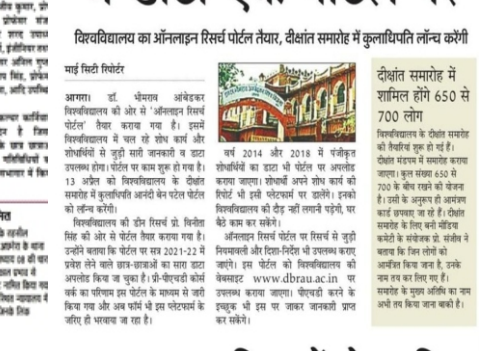 विश्वविद्यालय का ऑनलाइन रिसर्च पोर्टल तैयार, दीक्षांत समारोह में कुलाधिपति लॉन्च करेंगी
माई सिटी रिपोर्टर
आगरा। डॉ. भीमराव आंबेडकर
विश्वविद्यालय की ओर से 'ऑनलाइन रिसर्च
पोर्टल' तैयार कराया गया है। इसमें
विश्वविद्यालय में चल रहे शोध कार्य और
शोधार्थियों से जुड़ी सारी जानकारी व डाटा
उपलब्ध होगा। पोर्टल पर काम शुरू हो गया है।
13 अप्रैल को विश्वविद्यालय के दीक्षांत
समारोह में कुलाधिपति आनंदी बेन पटेल पोर्टल
को लॉन्च करेंगी।
विश्वविद्यालय की डीन रिसर्च प्रो. विनीता
सिंह की ओर से पोर्टल तैयार कराया गया है।
उन्होंने बताया कि पोर्टल पर सत्र 2021-22 में
प्रवेश लेने वाले छात्र-छात्राओं का सारा डाटा
अपलोड किया जा चुका है। प्री-पीएचडी कोर्स
वर्क का परिणाम इस पोर्टल के माध्यम से जारी
किया गया और अब फॉर्म भी इस प्लेटफार्म के
जरिए ही भरवाया जा रहा है।
वर्ष 2014 और 2018 में पंजीकृत
शोधार्थियों का डाटा भी पोर्टल पर अपलोड
कराया जाएगा। शोधार्थी अपने शोध कार्य की
रिपोर्ट भी इसी प्लेटफार्म पर डालेंगे। इनको
विश्वविद्यालय की दौड़ नहीं लगानी पड़ेगी, घर
बैठे काम कर सकेंगे।
ऑनलाइन रिसर्च पोर्टल पर रिसर्च से जुड़ी
नियमावली और दिशा-निर्देश भी उपलब्ध कराए
जाएंगे। इस पोर्टल को विश्वविद्यालय की
वेबसाइट www.dbrau.ac.in पर
उपलब्ध कराया जाएगा। पीएचडी करने के
इच्छुक भी इस पर जाकर जानकारी प्राप्त
कर सकेंगे।
दीक्षांत समारोह में
शामिल होंगे 650 से
700 लोग
विश्वविद्यालय के दीक्षांत समारोह
की तैयारियां शुरू हो गई हैं।
दीक्षांत मंडपम में समारोह कराया
जाएगा। कुल संख्या 650 से
700 के बीच रखने की योजना
है। उसी के अनुरूप ही आमंत्रण
कार्ड छपवाए जा रहे हैं। दीक्षांत
समारोह के लिए बनी मीडिया
कमेटी के संयोजक प्रो. संजीव ने
बताया कि जिन लोगों को
आमंत्रित किया जाना है, उनके
नाम तय कर लिए गए हैं।
समारोह के मुख्य अतिथि का नाम
अभी तय किया जाना बाकी है।